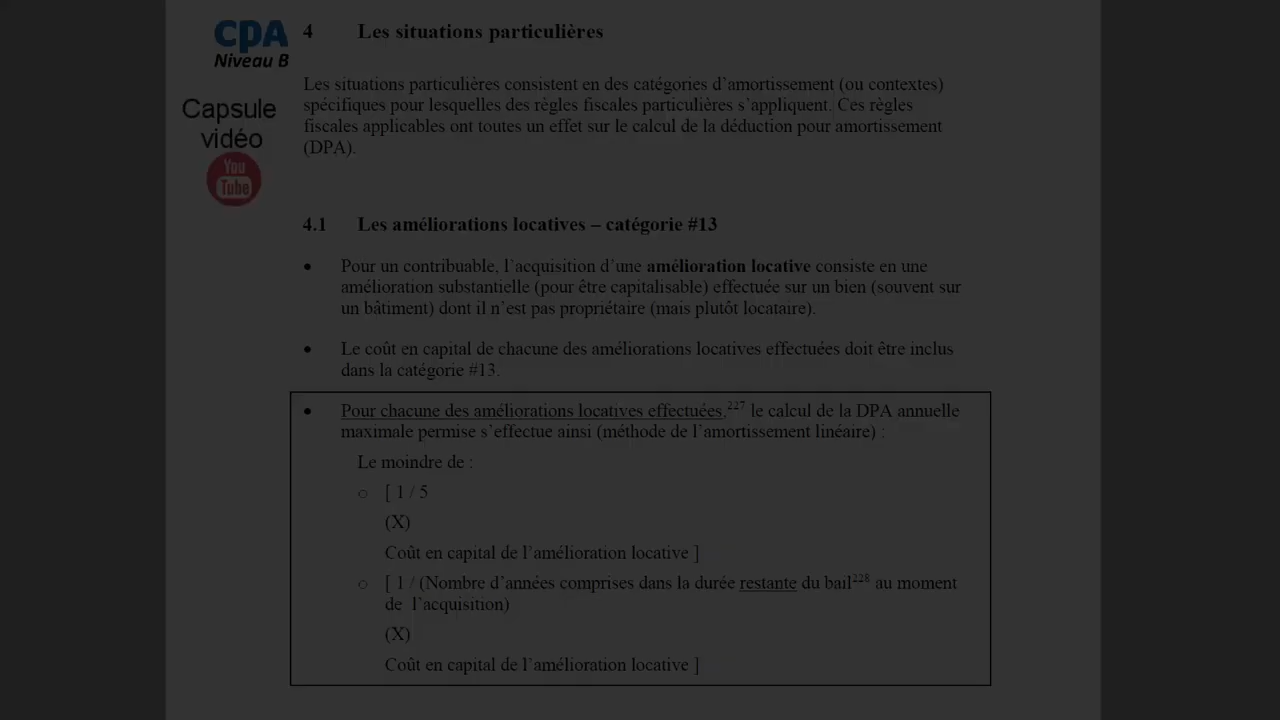 CPA
Niveau B
Capsule
vidéo
You
Tube
4 Les situations particulières
Les situations particulières consistent en des catégories d’amortissement (ou contextes)
spécifiques pour lesquelles des règles fiscales particulières s’appliquent. Ces règles
fiscales applicables ont toutes un effet sur le calcul de la déduction pour amortissement
(DPA).
4.1 Les améliorations locatives – catégorie #13
• Pour un contribuable, l’acquisition d’une amélioration locative consiste en une
amélioration substantielle (pour être capitalisable) effectuée sur un bien (souvent sur
un bâtiment) dont il n’est pas propriétaire (mais plutôt locataire).
• Le coût en capital de chacune des améliorations locatives effectuées doit être inclus
dans la catégorie #13.
• Pour chacune des améliorations locatives effectuées,227 le calcul de la DPA annuelle
maximale permise s’effectue ainsi (méthode de l’amortissement linéaire) :
Le moindre de :
○ [ 1 / 5
(X)
Coût en capital de l’amélioration locative ]
○ [ 1 / (Nombre d’années comprises dans la durée restante du bail228 au moment
de l’acquisition)
(X)
Coût en capital de l’amélioration locative ]